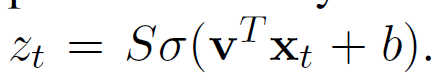 z_t = Sσ(v^T x_t + b).